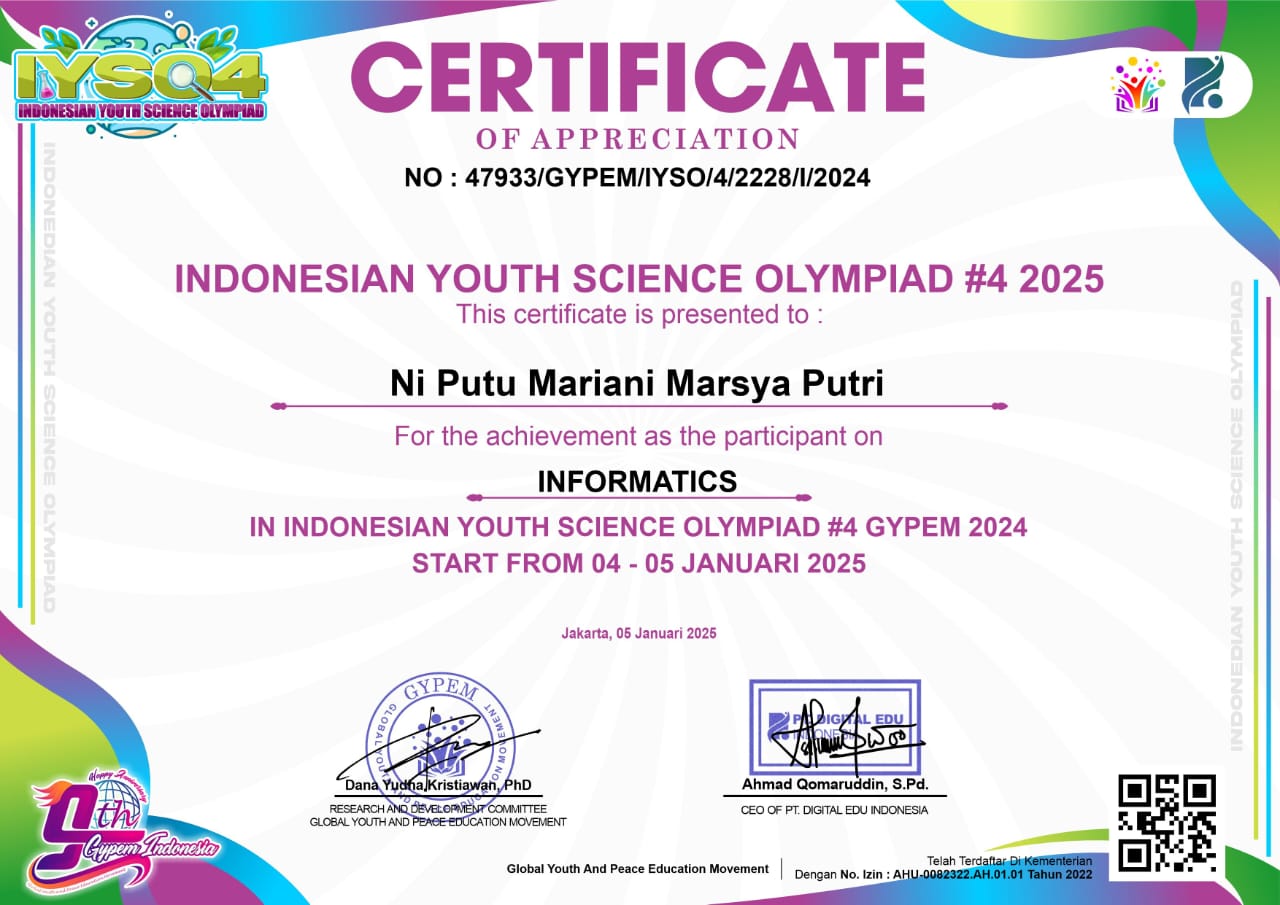 IYSO4
INDONESIAN YOUTH SCIENCE OLYMPIAD
CERTIFICATE
OF APPRECIATION
NO : 47933/GYPEM/IYSO/4/2228/I/2024
INDONEDIAN YOUTH SCIENCE OLYMPIAD
INDONEDIAN YOUTH SCIENCE OLYMPIAD
INDONESIAN YOUTH SCIENCE OLYMPIAD #4 2025
This certificate is presented to :
Ni Putu Mariani Marsya Putri
For the achievement as the participant on
INFORMATICS
IN INDONESIAN YOUTH SCIENCE OLYMPIAD #4 GYPEM 2024
START FROM 04 - 05 JANUARI 2025
Jakarta, 05 Januari 2025
GYPEM
GLOBAL YOUTH AND PEACE EDUCATION MOVEMENT
PT. DIGITAL EDU
INDONESIA
Dana Yudha Kristiawan, PhD
RESEARCH AND DEVELOPMENT COMMITTEE
GLOBAL YOUTH AND PEACE EDUCATION MOVEMENT
Ahmad Qomaruddin, S.Pd.
CEO OF PT. DIGITAL EDU INDONESIA
Happy Anniversary
9th
Gypem Indonesia
Global Youth and Peace Education Movement
Global Youth And Peace Education Movement
Telah Terdaftar Di Kementerian
Dengan No. Izin : AHU-0082322.AH.01.01 Tahun 2022